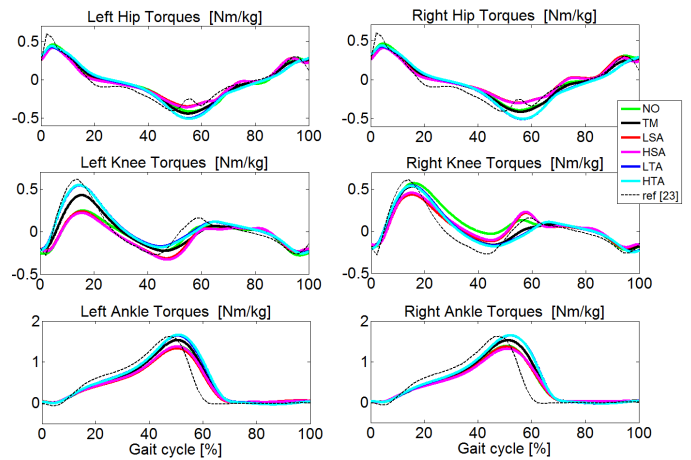 Left Hip Torques [Nm/kg]
Right Hip Torques [Nm/kg]
0.5
0
-0.5
0 20 40 60 80 100
0.5
0
-0.5
0 20 40 60 80 100
NO
TM
LSA
HSA
LTA
HTA
ref [23]
Left Knee Torques [Nm/kg]
Right Knee Torques [Nm/kg]
0.5
0
-0.5
0 20 40 60 80 100
0.5
0
-0.5
0 20 40 60 80 100
Left Ankle Torques [Nm/kg]
Right Ankle Torques [Nm/kg]
2
1
0
0 20 40 60 80 100
Gait cycle [%]
2
1
0
0 20 40 60 80 100
Gait cycle [%]